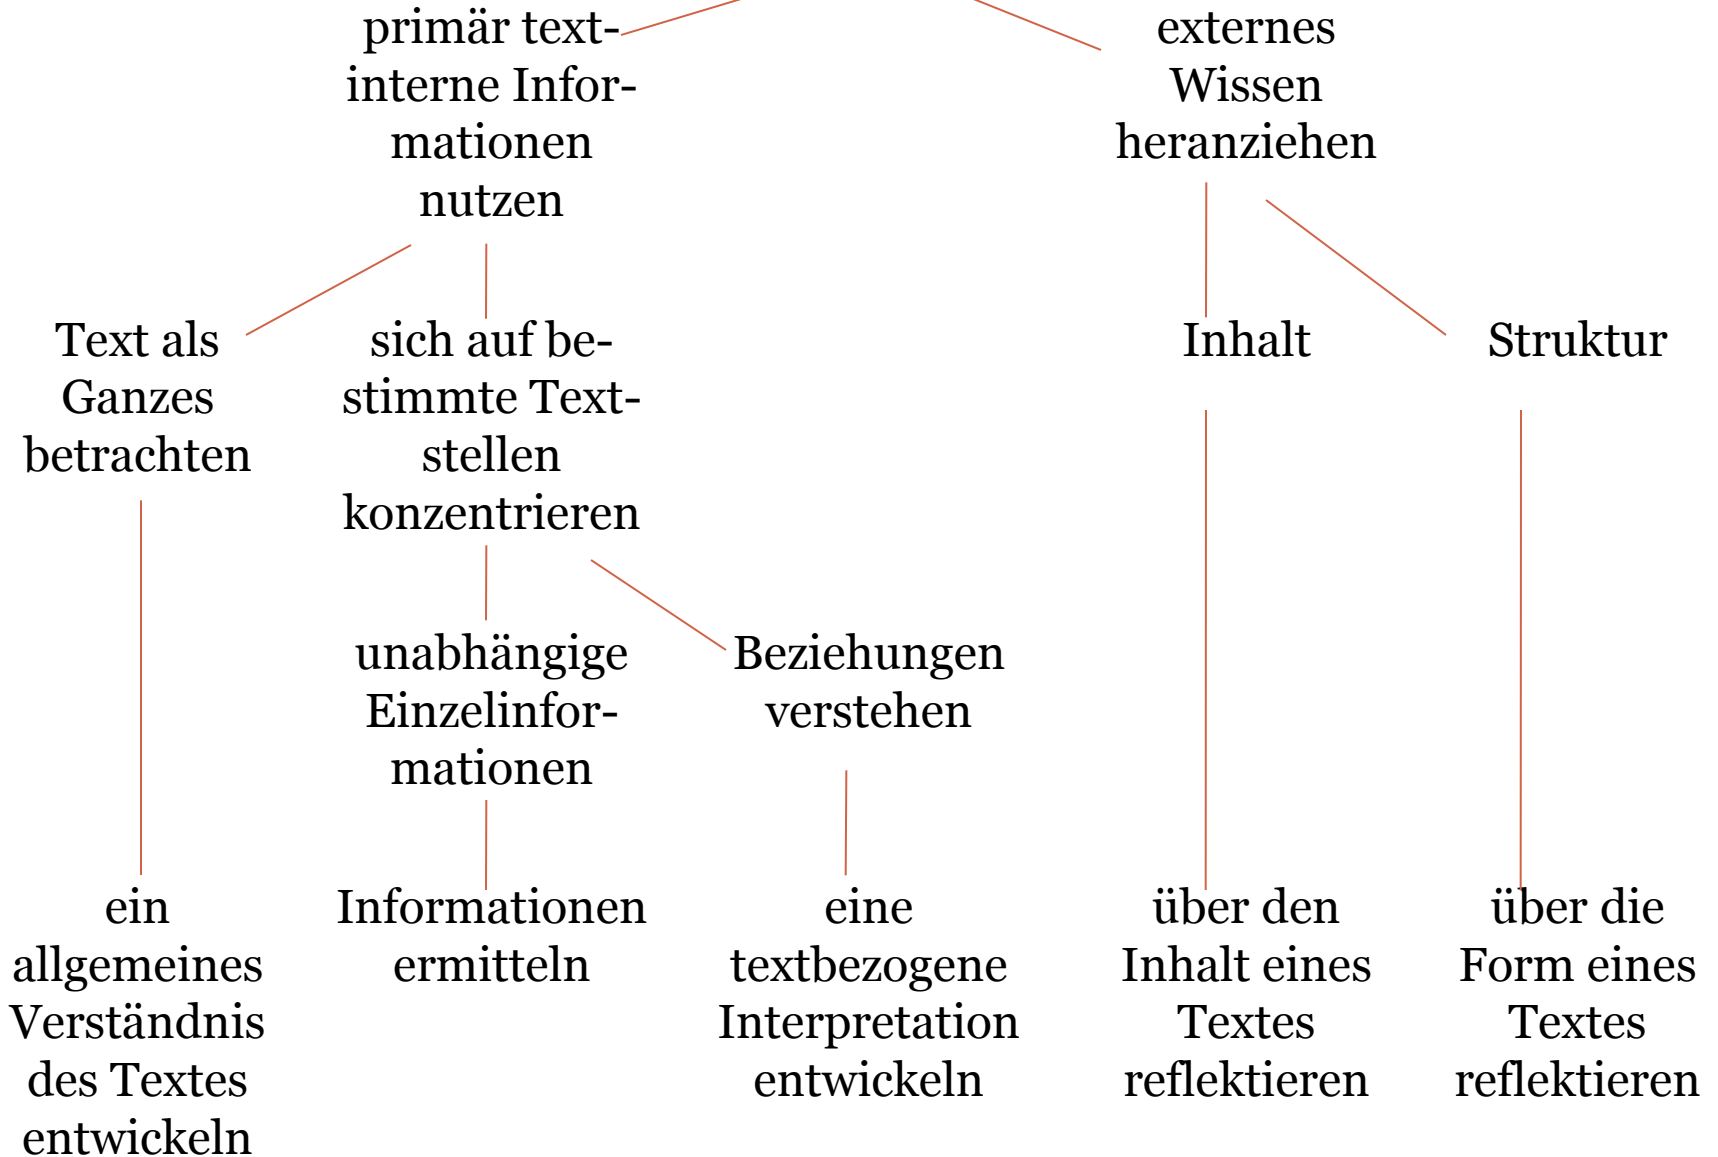 primär text-
interne Infor-
mationen
nutzen
externes
Wissen
heranziehen
Text als
Ganzes
betrachten
sich auf be-
stimmte Text-
stellen
konzentrieren
Inhalt
Struktur
unabhängige
Einzelinfor-
mationen
Beziehungen
verstehen
ein
allgemeines
Verständnis
des Textes
entwickeln
Informationen
ermitteln
eine
textbezogene
Interpretation
entwickeln
über den
Inhalt eines
Textes
reflektieren
über die
Form eines
Textes
reflektieren